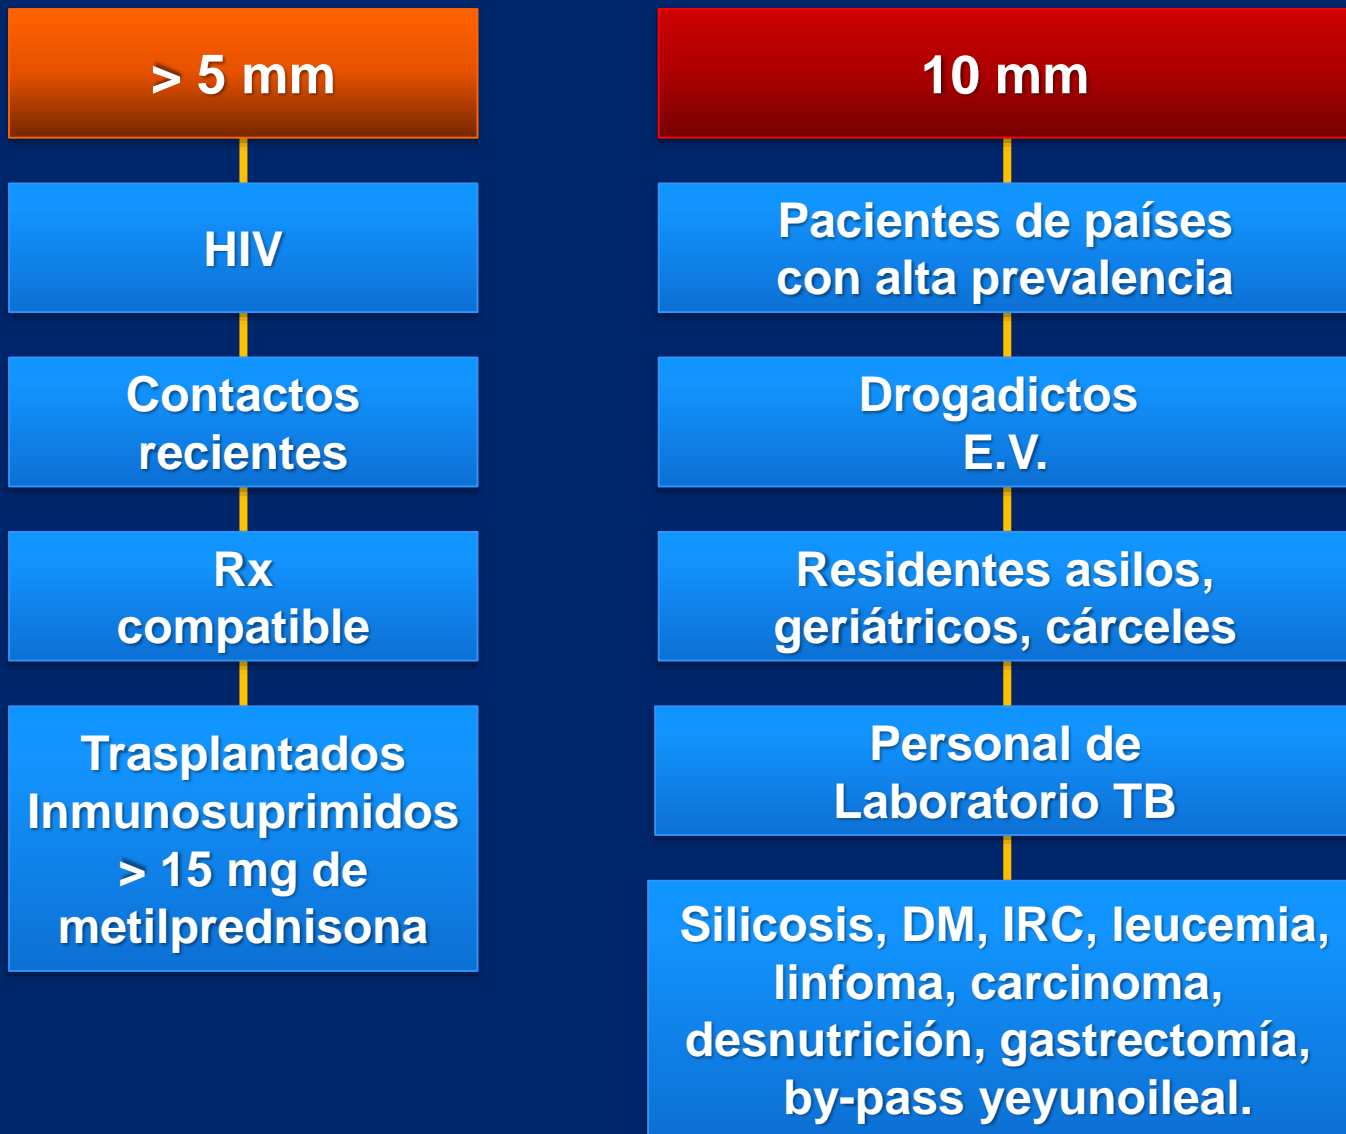 > 5 mm
HIV
Contactos
recientes
Rx
compatible
Trasplantados
Inmunosuprimidos
> 15 mg de
metilprednisona
10 mm
Pacientes de países
con alta prevalencia
Drogadictos
E.V.
Residentes asilos,
geriátricos, cárceles
Personal de
Laboratorio TB
Silicosis, DM, IRC, leucemia,
linfoma, carcinoma,
desnutrición, gastrectomía,
by-pass yeyunoileal.